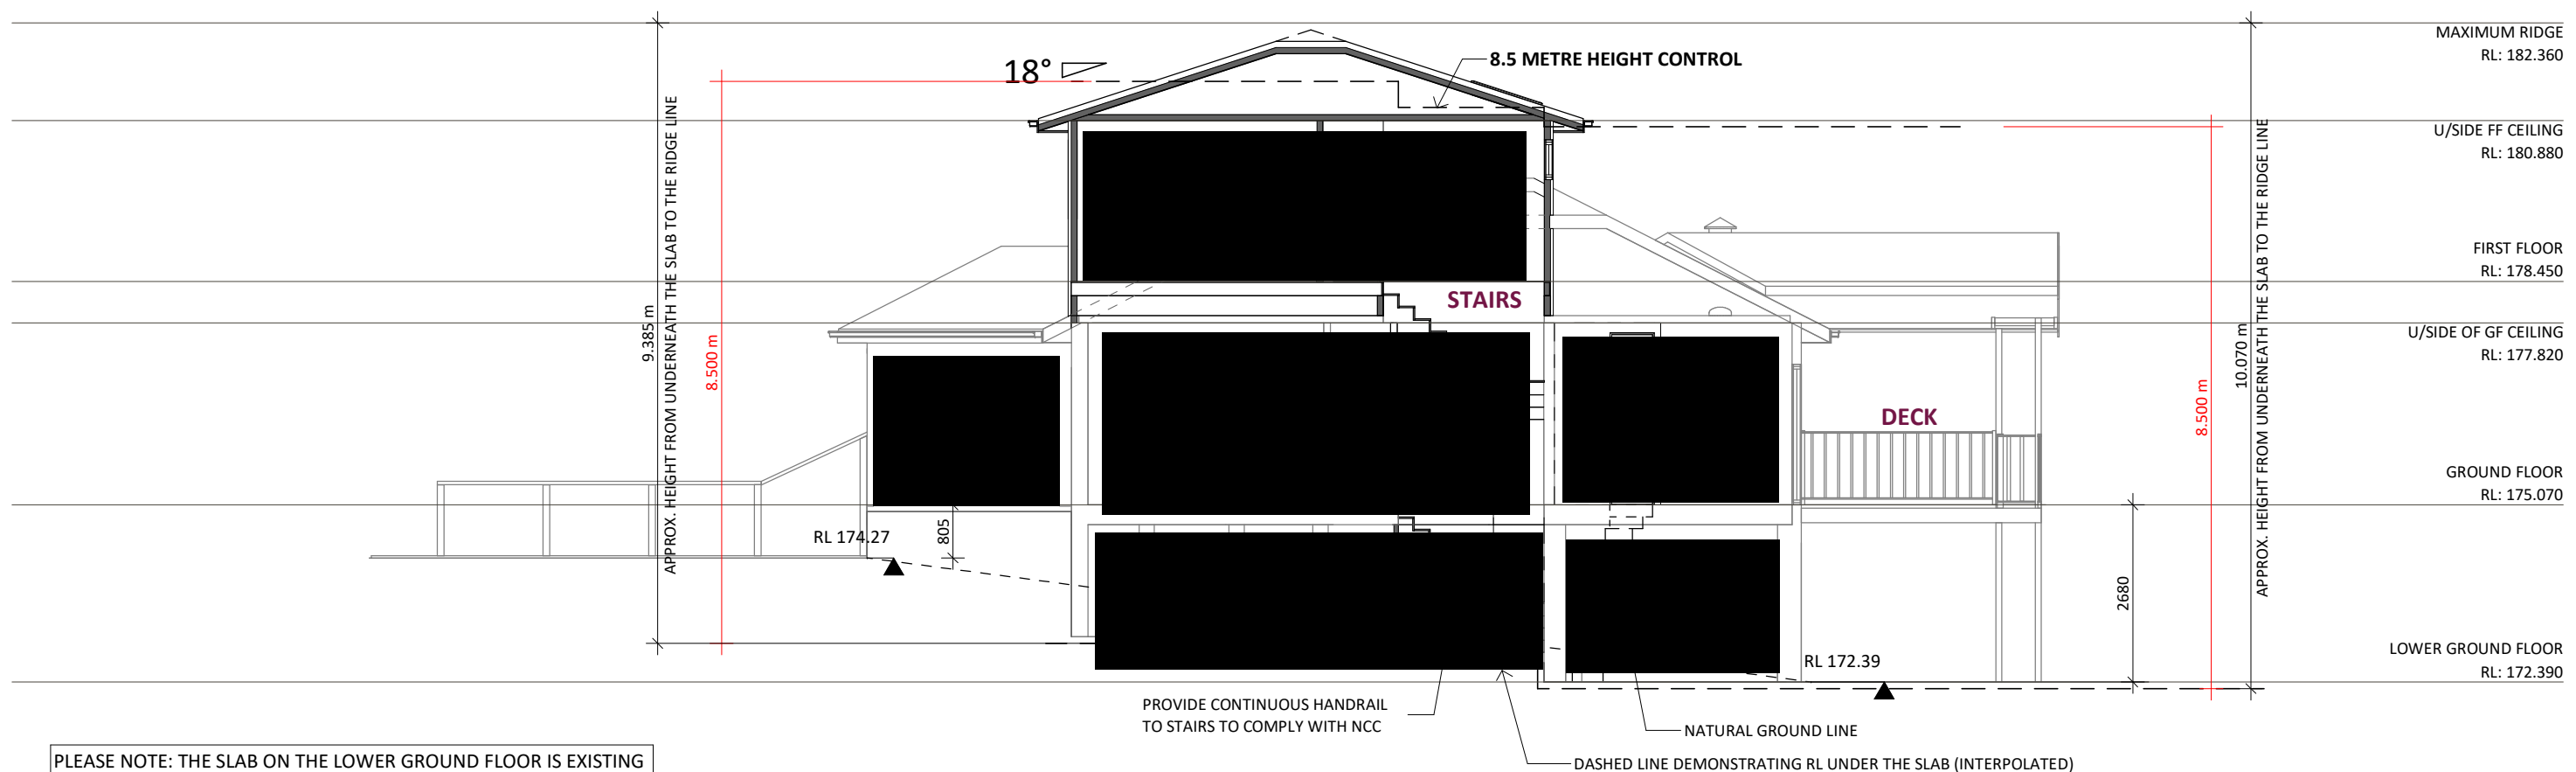 MAXIMUM RIDGE
RL: 182.360
8.5 METRE HEIGHT CONTROL
18°
U/SIDE FF CEILING
RL: 180.880
FIRST FLOOR
RL: 178.450
STAIRS
U/SIDE OF GF CEILING
RL: 177.820
9.385 m
APPROX. HEIGHT FROM UNDERNEATH THE SLAB TO THE RIDGE LINE
8.500 m
10.070 m
APPROX. HEIGHT FROM UNDERNEATH THE SLAB TO THE RIDGE LINE
8.500 m
DECK
GROUND FLOOR
RL: 175.070
RL 174.27
805
2680
LOWER GROUND FLOOR
RL: 172.390
RL 172.39
PROVIDE CONTINUOUS HANDRAIL
TO STAIRS TO COMPLY WITH NCC
NATURAL GROUND LINE
DASHED LINE DEMONSTRATING RL UNDER THE SLAB (INTERPOLATED)
PLEASE NOTE: THE SLAB ON THE LOWER GROUND FLOOR IS EXISTING